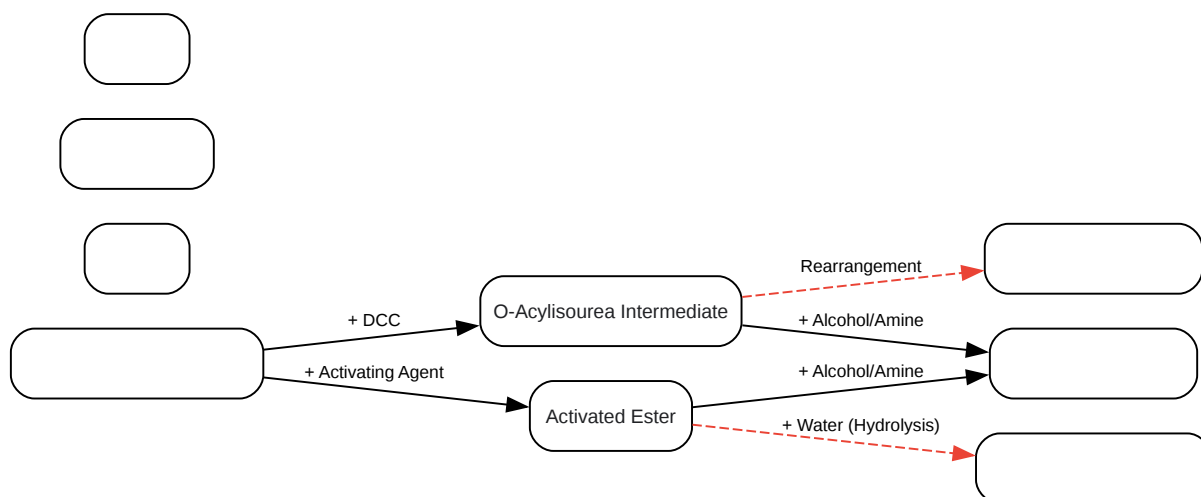 Rearrangement
O-Acylisourea Intermediate
+ DCC
+ Alcohol/Amine
+ Activating Agent
+ Alcohol/Amine
Activated Ester
+ Water (Hydrolysis)